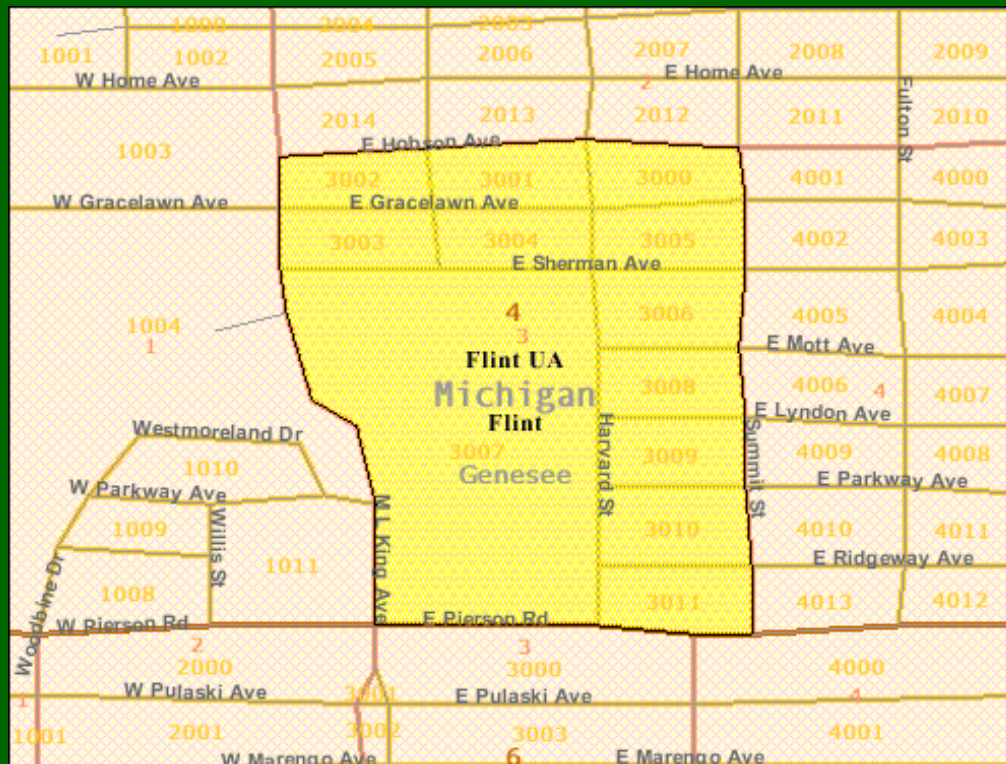 1000
2004
2003
1001
1002
2005
2006
2007
2008
2009
W Home Ave
E Home Ave
2
Fulton St
2014
2013
2012
2011
2010
E Hobson Ave
1003
3002
3001
3000
4001
4000
W Gracelawn Ave
E Gracelawn Ave
3003
3004
3005
4002
4003
E Sherman Ave
1004
1
4
3
3006
4005
4004
E Mott Ave
Flint UA
Michigan
3008
4006
4
4007
E Lyndon Ave
Flint
Harvard St
Summit St
Westmoreland Dr
3007
3009
4009
4008
1010
Genesee
E Parkway Ave
W Parkway Ave
Willis St
M L King Ave
1009
3010
4010
4011
E Ridgeway Ave
1011
Woodbine Dr
1008
3011
4013
4012
W Pierson Rd
E Pierson Rd
2
2000
3
3000
4000
W Pulaski Ave
3001
E Pulaski Ave
4
1
1001
2001
3002
3003
4001
W Marengo Ave
6
E Marengo Ave